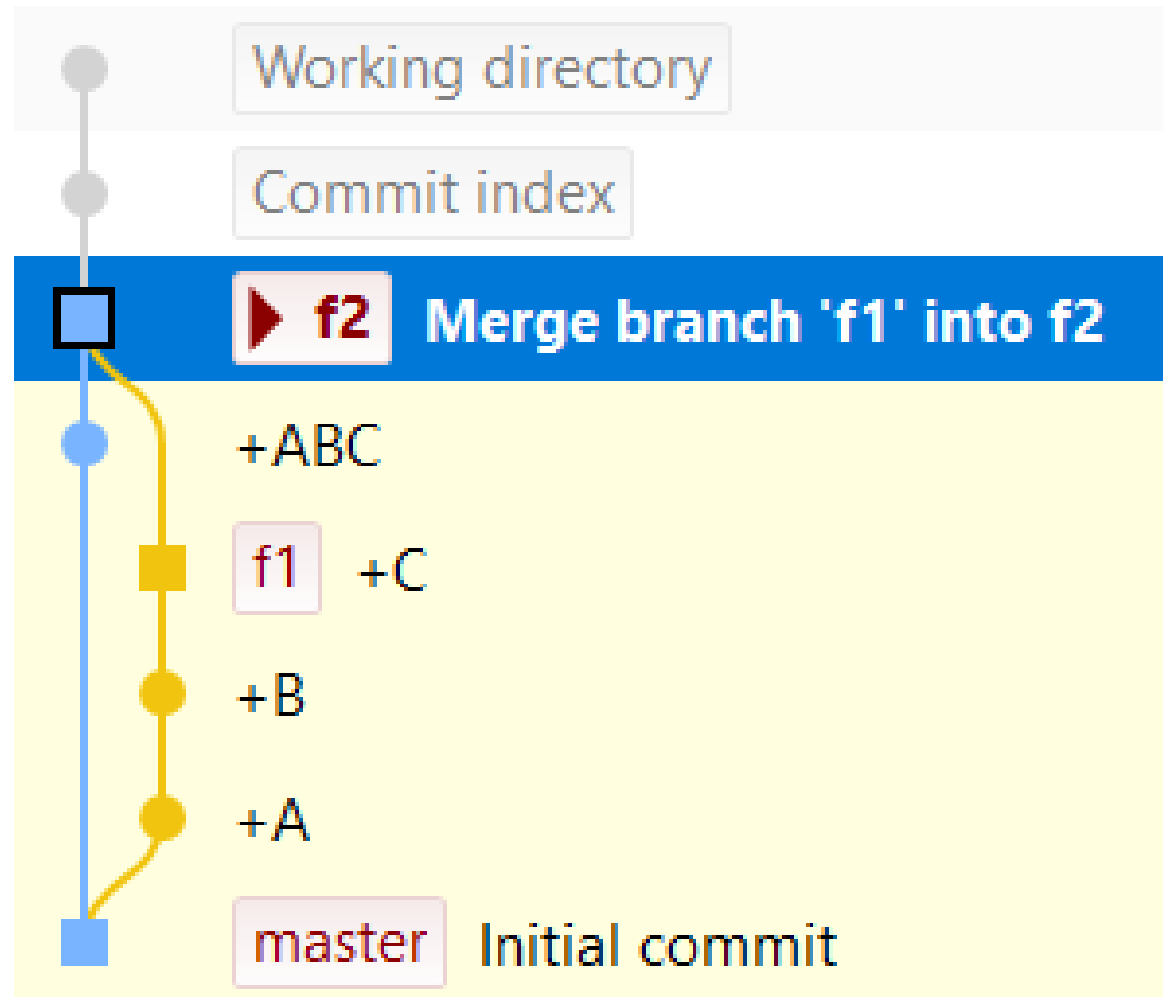 Working directory
Commit index
f2 Merge branch 'f1' into f2
+ABC
f1 +C
+B
+A
master Initial commit